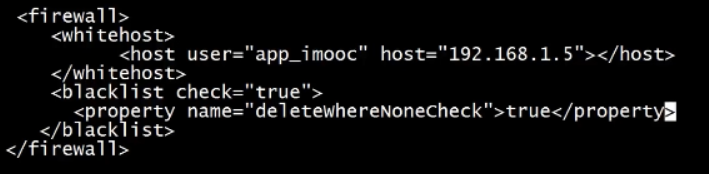 <firewall>
<whitehost>
<host user="app_imooc" host="192.168.1.5"></host>
</whitehost>
<blacklist check="true">
<property name="deleteWhereNoneCheck">true</property>
</blacklist>
</firewall>